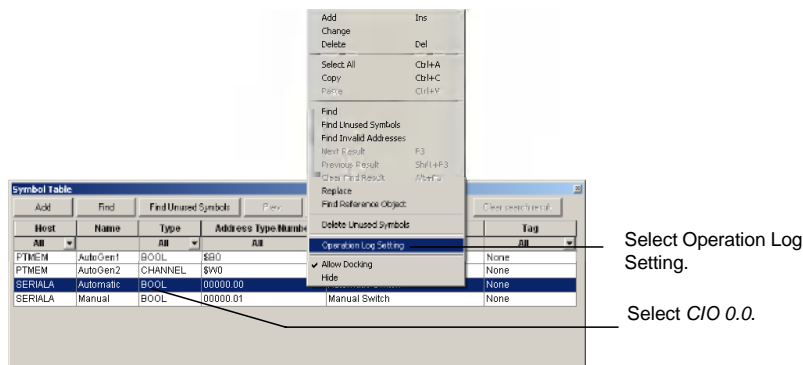 Add Ins
Change
Delete Del
Select All Ctrl+A
Copy Ctrl+C
Paste Ctrl+V
Find
Find Unused Symbols
Find Invalid Addresses
Next Result F3
Previous Result Shift+F3
Clear Find Result Alt+F3
Replace
Find Reference Object
Delete Unused Symbols
Operation Log Setting
Allow Docking
Hide
Symbol Table
Add Find Find Unused Symbols Prev Clear search result
Host Name Type Address Type/Numbe Tag
All All All All
PTMEM AutoGen1 BOOL $B0 None
PTMEM AutoGen2 CHANNEL $W0 None
SERIALA Automatic BOOL 00000.00 None
SERIALA Manual BOOL 00000.01 Manual Switch None
Select Operation Log
Setting.
Select CIO 0.0.